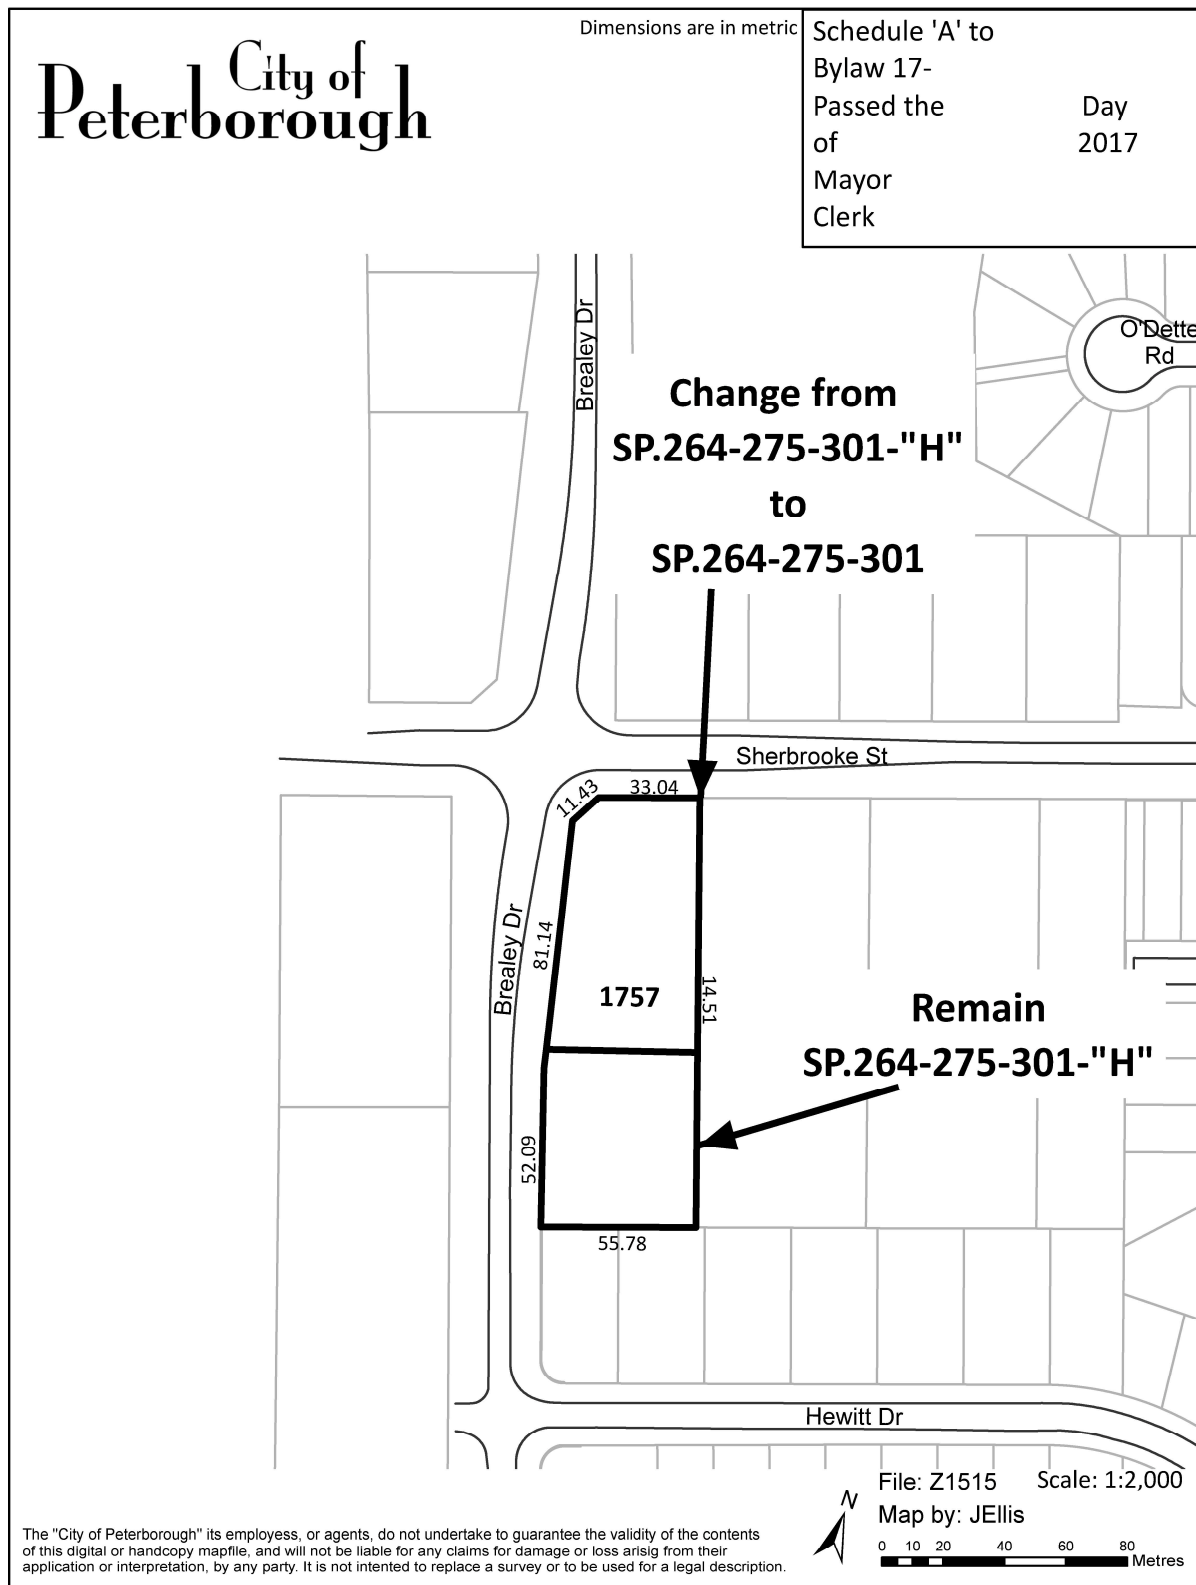 City of
Peterborough
Dimensions are in metric
Schedule 'A' to
Bylaw 17-
Passed the Day
of 2017
Mayor
Clerk
Brealey Dr
O'Dette
Rd
Change from
SP.264-275-301-"H"
to
SP.264-275-301
Sherbrooke St
11.43
33.04
Brealey Dr
81.14
1757
14.51
Remain
SP.264-275-301-"H"
52.09
55.78
Hewitt Dr
N
File: Z1515 Scale: 1:2,000
Map by: JEllis
0 10 20 40 60 80
Metres
The "City of Peterborough" its employess, or agents, do not undertake to guarantee the validity of the contents
of this digital or handcopy mapfile, and will not be liable for any claims for damage or loss arisig from their
application or interpretation, by any party. It is not intended to replace a survey or to be used for a legal description.